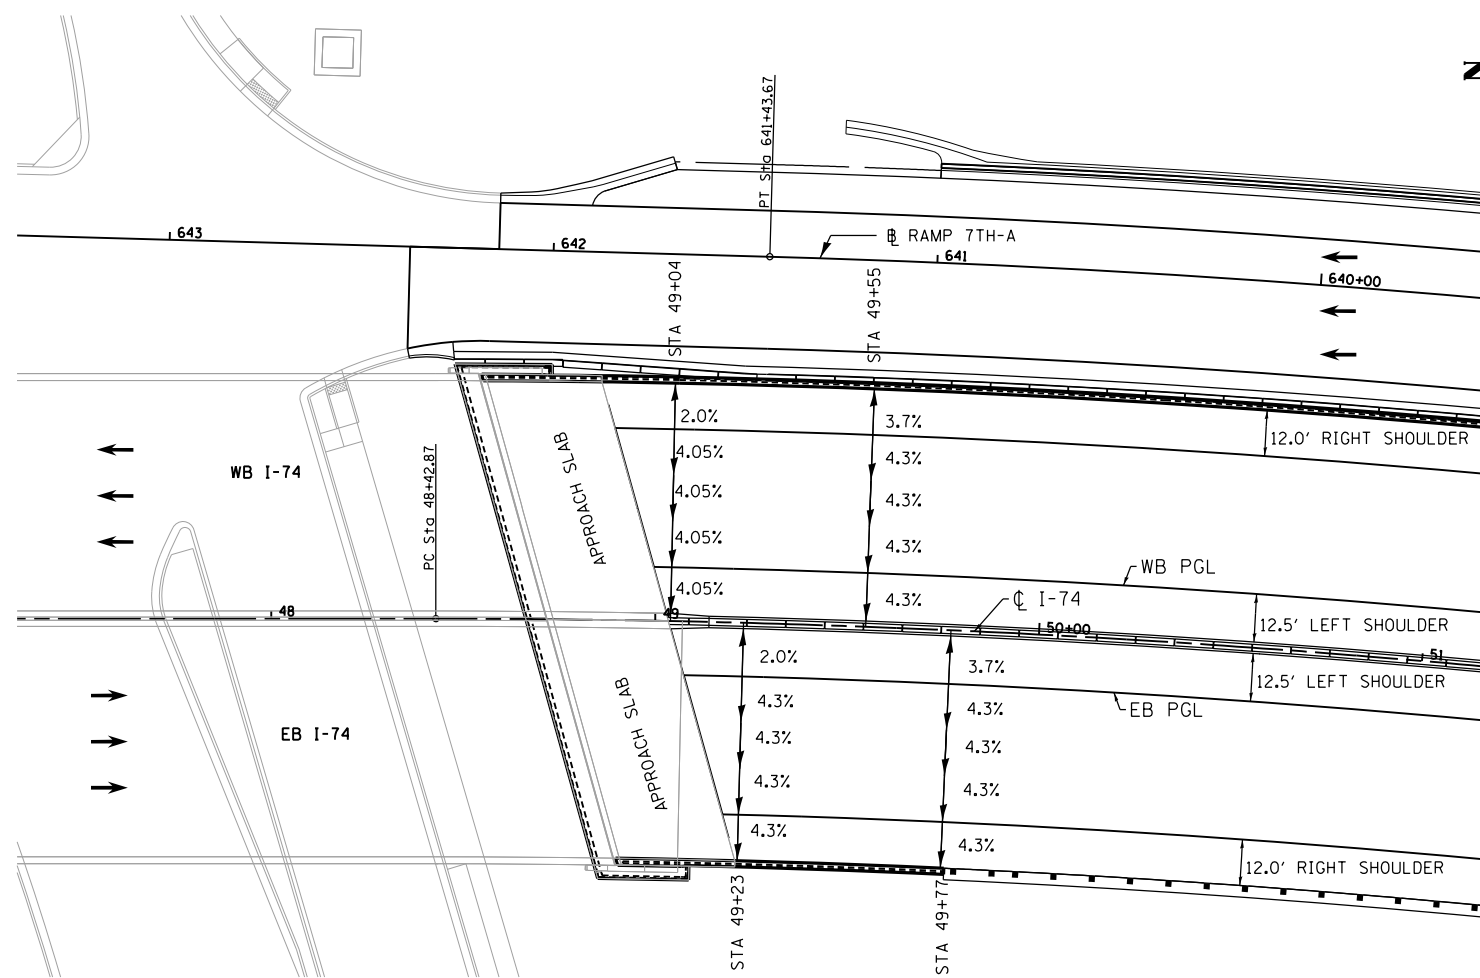 N
PT Sta 641+43.67
643
642
℄ RAMP 7TH-A
641
640+00
STA 49+04
STA 49+55
2.0%
3.7%
12.0' RIGHT SHOULDER
4.05%
4.3%
WB I-74
APPROACH SLAB
4.05%
4.3%
PC Sta 48+42.87
4.05%
4.3%
WB PGL
4.05%
4.3%
℄ I-74
48
49
50+00
12.5' LEFT SHOULDER
51
2.0%
3.7%
12.5' LEFT SHOULDER
4.3%
4.3%
EB PGL
EB I-74
APPROACH SLAB
4.3%
4.3%
4.3%
4.3%
4.3%
4.3%
12.0' RIGHT SHOULDER
STA 49+23
STA 49+77